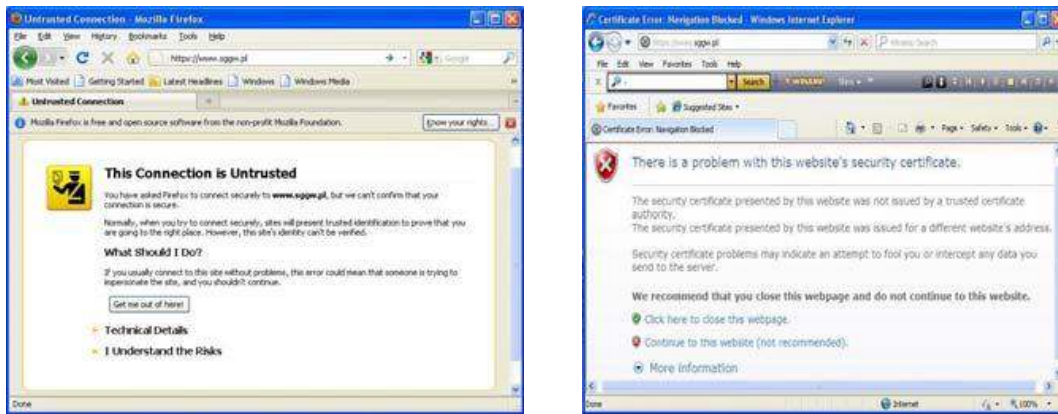 Untrusted Connection - Mozilla Firefox
File Edit View History Bookmarks Tools Help
https://www.sggw.pl
Google
Most Visited Getting Started Latest Headlines Windows Windows Media
Untrusted Connection
Mozilla Firefox is free and open source software from the non-profit Mozilla Foundation. Know your rights...
This Connection is Untrusted
You have asked Firefox to connect securely to www.sggw.pl, but we can't confirm that your
connection is secure.
Normally, when you try to connect securely, sites will present trusted identification to prove that you
are going to the right place. However, this site's identity can't be verified.
What Should I Do?
If you usually connect to this site without problems, this error could mean that someone is trying to
impersonate the site, and you shouldn't continue.
Get me out of here!
Technical Details
I Understand the Risks
Done
Certificate Error: Navigation Blocked - Windows Internet Explorer
sggw.pl
File Edit View Favorites Tools Help
Search
Favorites Suggested Sites
Certificate Error: Navigation Blocked
Page Safety Tools
There is a problem with this website's security certificate.
The security certificate presented by this website was not issued by a trusted certificate
authority.
The security certificate presented by this website was issued for a different website's address.
Security certificate problems may indicate an attempt to fool you or intercept any data you
send to the server.
We recommend that you close this webpage and do not continue to this website.
Click here to close this webpage.
Continue to this website (not recommended).
More information
Done
Internet
100%